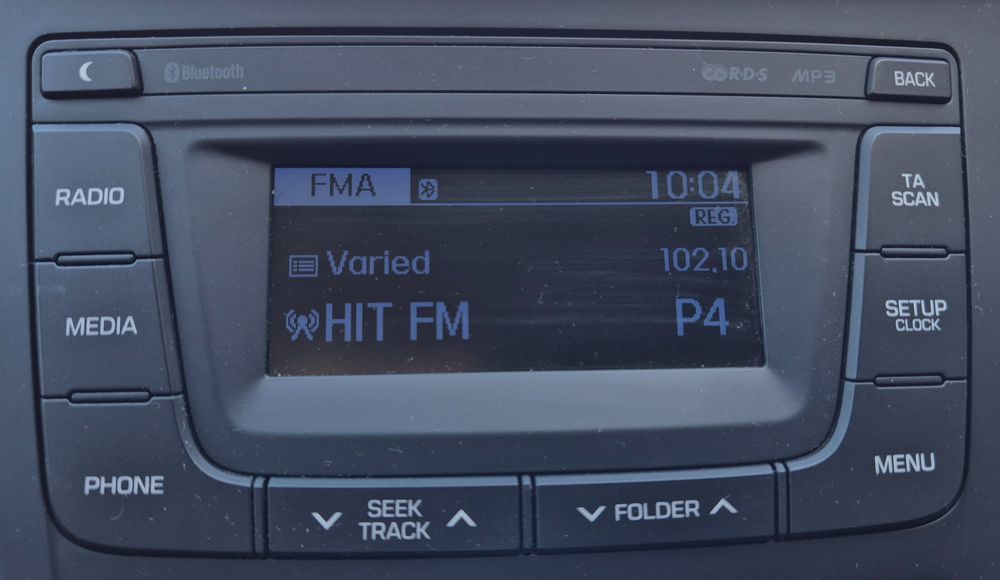 Bluetooth
CD R·D·S MP3
BACK
RADIO
MEDIA
PHONE
FMA
10:04
REG.
Varied
102.10
HIT FM
P4
TA
SCAN
SETUP
CLOCK
MENU
SEEK
TRACK
FOLDER